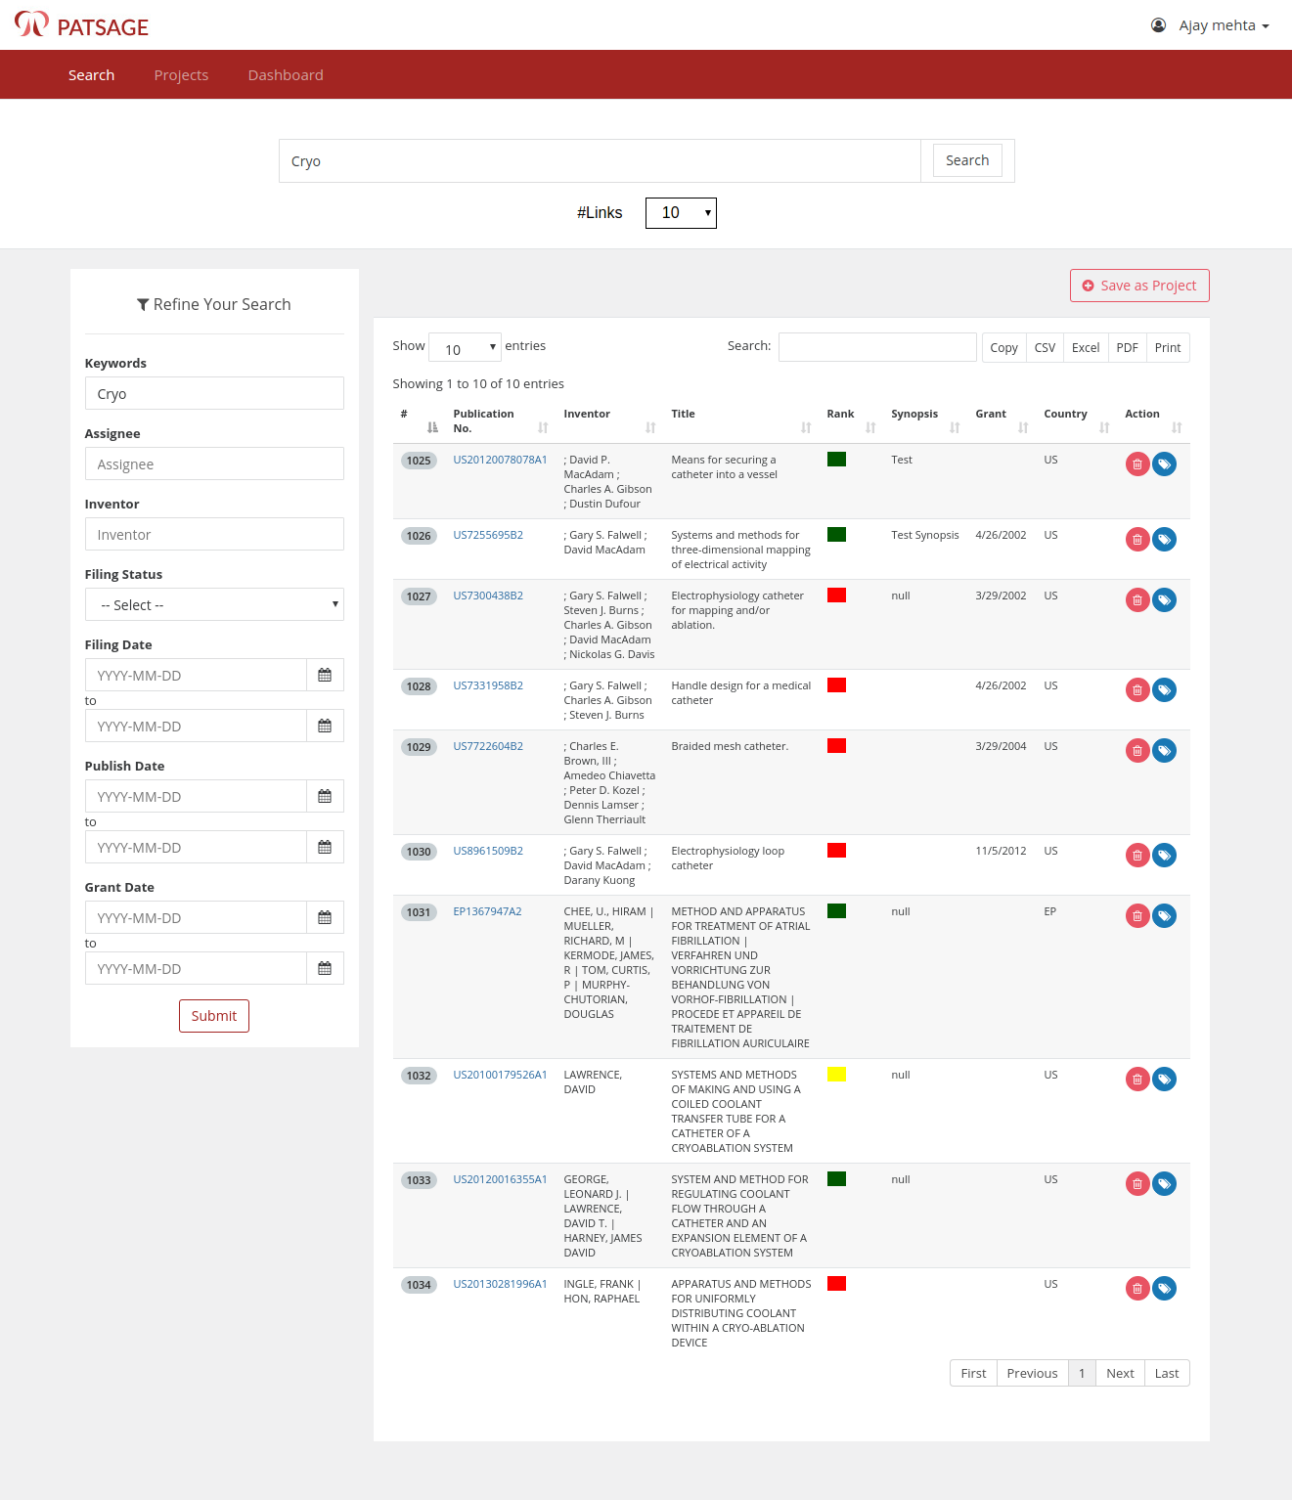 PATSAGE
Ajay mehta
Search Projects Dashboard
Cryo Search
#Links 10
Refine Your Search
Keywords
Cryo
Assignee
Assignee
Inventor
Inventor
Filing Status
-- Select --
Filing Date
YYYY-MM-DD
to
YYYY-MM-DD
Publish Date
YYYY-MM-DD
to
YYYY-MM-DD
Grant Date
YYYY-MM-DD
to
YYYY-MM-DD
Submit
Save as Project
Show 10 entries Search: Copy CSV Excel PDF Print
Showing 1 to 10 of 10 entries
# Publication Inventor Title Rank Synopsis Grant Country Action
No.
1025 US20120078078A1 ; David P. Means for securing a Test US
MacAdam ; catheter into a vessel
Charles A. Gibson
; Dustin Dufour
1026 US7255695B2 ; Gary S. Falwell ; Systems and methods for Test Synopsis 4/26/2002 US
David MacAdam three-dimensional mapping
of electrical activity
1027 US7300438B2 ; Gary S. Falwell ; Electrophysiology catheter null 3/29/2002 US
Steven J. Burns ; for mapping and/or
Charles A. Gibson ablation.
; David MacAdam
; Nickolas G. Davis
1028 US7331958B2 ; Gary S. Falwell ; Handle design for a medical 4/26/2002 US
Charles A. Gibson catheter
; Steven J. Burns
1029 US7722604B2 ; Charles E. Braided mesh catheter. 3/29/2004 US
Brown, III ;
Amedeo Chiavetta
; Peter D. Kozel ;
Dennis Lamser ;
Glenn Therriault
1030 US8961509B2 ; Gary S. Falwell ; Electrophysiology loop 11/5/2012 US
David MacAdam ; catheter
Darany Kuong
1031 EP1367947A2 CHEE, U., HIRAM | METHOD AND APPARATUS null EP
MUELLER, FOR TREATMENT OF ATRIAL
RICHARD, M | FIBRILLATION |
KERMODE, JAMES, VERFAHREN UND
R | TOM, CURTIS, VORRICHTUNG ZUR
P | MURPHY- BEHANDLUNG VON
CHUTORIAN, VORHOF-FIBRILLATION |
DOUGLAS PROCEDE ET APPAREIL DE
TRAITEMENT DE
FIBRILLATION AURICULAIRE
1032 US20100179526A1 LAWRENCE, SYSTEMS AND METHODS null US
DAVID OF MAKING AND USING A
COILED COOLANT
TRANSFER TUBE FOR A
CATHETER OF A
CRYOABLATION SYSTEM
1033 US20120016355A1 GEORGE, SYSTEM AND METHOD FOR null US
LEONARD J. | REGULATING COOLANT
LAWRENCE, FLOW THROUGH A
DAVID T. | CATHETER AND AN
HARNEY, JAMES EXPANSION ELEMENT OF A
DAVID CRYOABLATION SYSTEM
1034 US20130281996A1 INGLE, FRANK | APPARATUS AND METHODS US
HON, RAPHAEL FOR UNIFORMLY
DISTRIBUTING COOLANT
WITHIN A CRYO-ABLATION
DEVICE
First Previous 1 Next Last